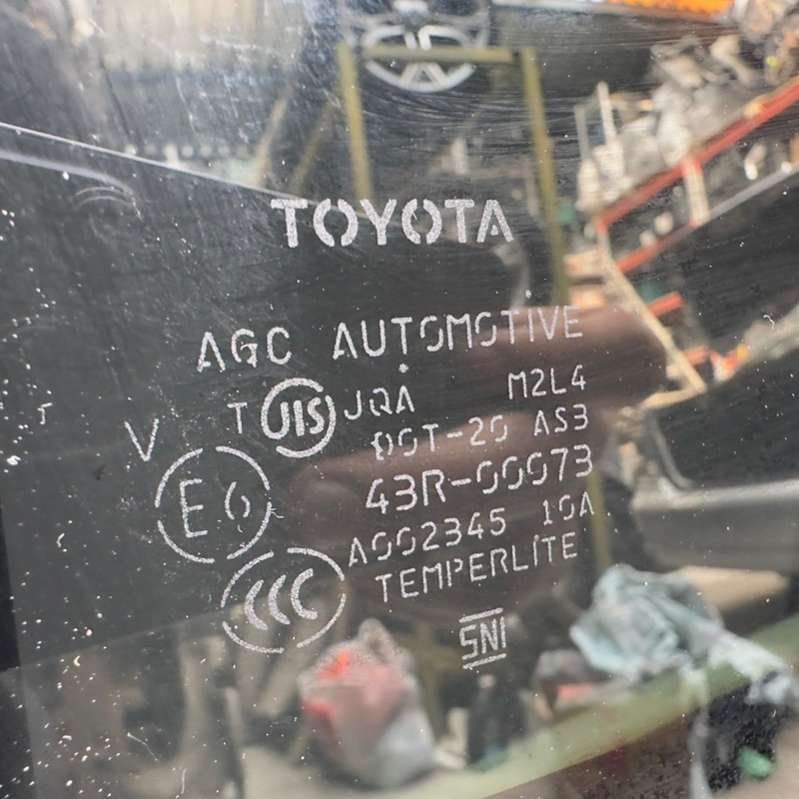 TOYOTA
AGC AUTOMOTIVE
T JIS JQA M2L4
V DOT-20 AS3
E6 43R-00073
A002345 10A
CCC TEMPERLITE
SNI